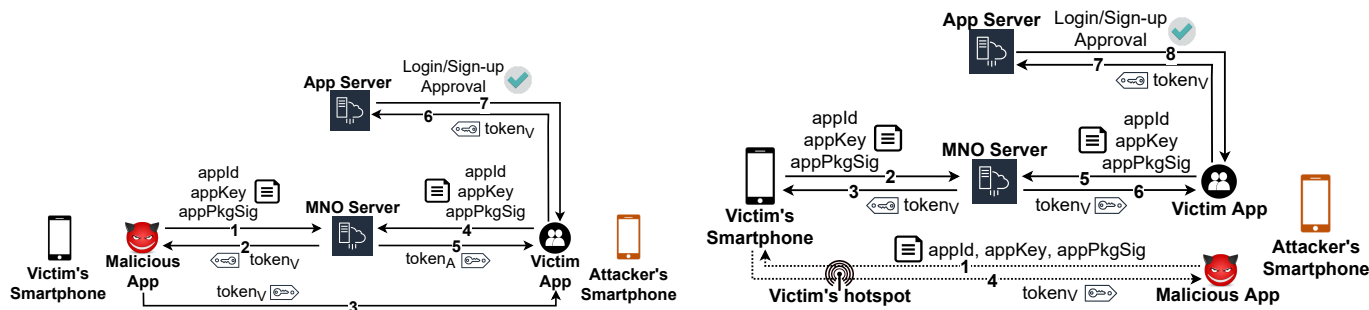 Login/Sign-up
Approval
App Server
7
6
tokenV
appId
appKey
appPkgSig
MNO Server
appId
appKey
appPkgSig
1
4
2
5
tokenV
tokenA
Victim's
Smartphone
Malicious
App
Victim
App
Attacker's
Smartphone
tokenV
3
Login/Sign-up
Approval
App Server
8
7
tokenV
appId
appKey
appPkgSig
MNO Server
appId
appKey
appPkgSig
2
5
3
6
tokenV
tokenV
Victim's
Smartphone
Victim App
appId, appKey, appPkgSig
1
4
Victim's hotspot
tokenV
Malicious App
Attacker's
Smartphone